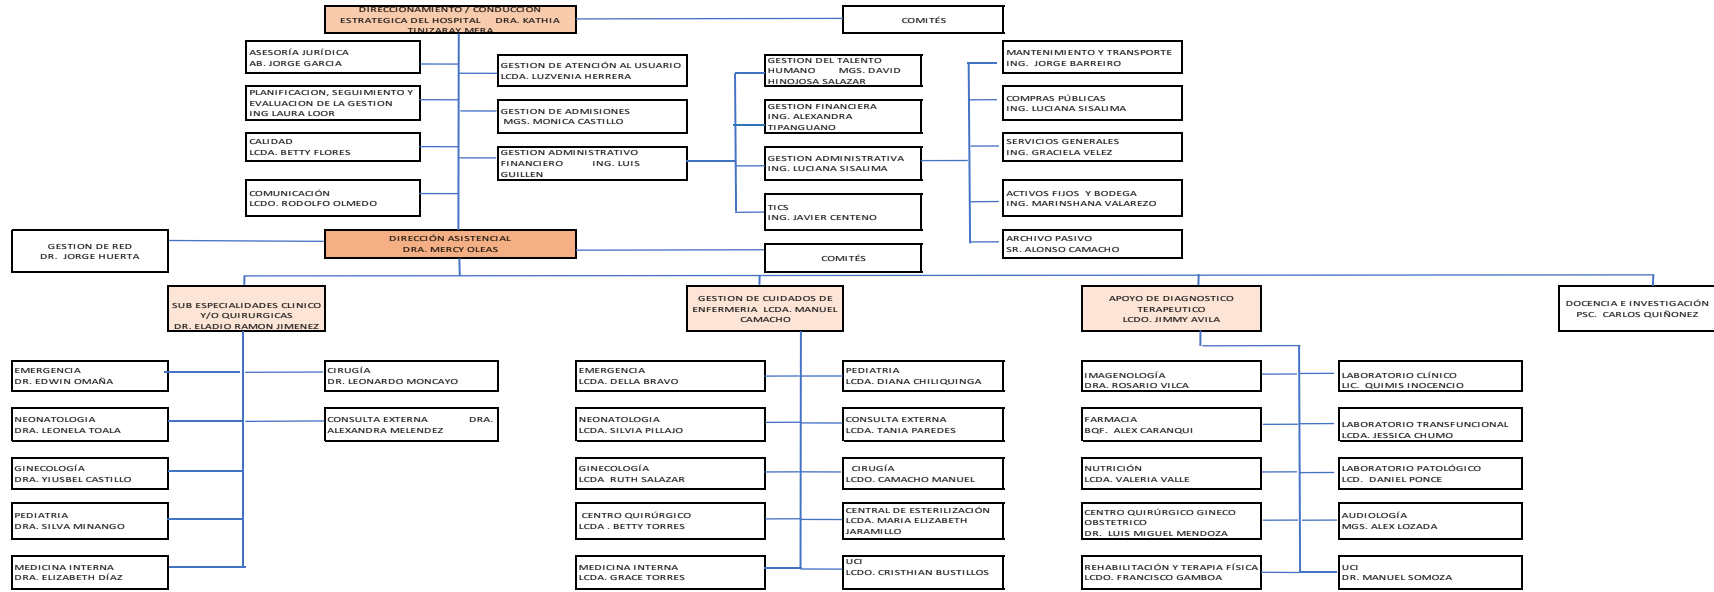 DIRECCIONAMIENTO / CONDUCCIÓN
ESTRATEGICA DEL HOSPITAL DRA. KATHIA
TINIZARAY MERA
COMITÉS
ASESORÍA JURÍDICA
AB. JORGE GARCIA
PLANIFICACION, SEGUIMIENTO Y
EVALUACION DE LA GESTION
ING LAURA LOOR
CALIDAD
LCDA. BETTY FLORES
COMUNICACIÓN
LCDO. RODOLFO OLMEDO
GESTION DE ATENCIÓN AL USUARIO
LCDA. LUZVENIA HERRERA
GESTION DE ADMISIONES
MGS. MONICA CASTILLO
GESTION ADMINISTRATIVO
FINANCIERO ING. LUIS
GUILLEN
GESTION DEL TALENTO
HUMANO MGS. DAVID
HINOJOSA SALAZAR
GESTION FINANCIERA
ING. ALEXANDRA
TIPANGUANO
GESTION ADMINISTRATIVA
ING. LUCIANA SISALIMA
TICS
ING. JAVIER CENTENO
MANTENIMIENTO Y TRANSPORTE
ING. JORGE BARREIRO
COMPRAS PÚBLICAS
ING. LUCIANA SISALIMA
SERVICIOS GENERALES
ING. GRACIELA VELEZ
ACTIVOS FIJOS Y BODEGA
ING. MARINSHANA VALAREZO
ARCHIVO PASIVO
SR. ALONSO CAMACHO
GESTION DE RED
DR. JORGE HUERTA
DIRECCIÓN ASISTENCIAL
DRA. MERCY OLEAS
COMITÉS
SUB ESPECIALIDADES CLINICO
Y/O QUIRURGICAS
DR. ELADIO RAMON JIMENEZ
GESTION DE CUIDADOS DE
ENFERMERIA LCDA. MANUEL
CAMACHO
APOYO DE DIAGNOSTICO
TERAPEUTICO
LCDO. JIMMY AVILA
DOCENCIA E INVESTIGACIÓN
PSC. CARLOS QUIÑONEZ
EMERGENCIA
DR. EDWIN OMAÑA
NEONATOLOGIA
DRA. LEONELA TOALA
GINECOLOGÍA
DRA. YIUSBEL CASTILLO
PEDIATRIA
DRA. SILVA MINANGO
MEDICINA INTERNA
DRA. ELIZABETH DÍAZ
CIRUGÍA
DR. LEONARDO MONCAYO
CONSULTA EXTERNA DRA.
ALEXANDRA MELENDEZ
EMERGENCIA
LCDA. DELLA BRAVO
NEONATOLOGIA
LCDA. SILVIA PILLAJO
GINECOLOGÍA
LCDA RUTH SALAZAR
CENTRO QUIRÚRGICO
LCDA . BETTY TORRES
MEDICINA INTERNA
LCDA. GRACE TORRES
PEDIATRIA
LCDA. DIANA CHILIQUINGA
CONSULTA EXTERNA
LCDA. TANIA PAREDES
CIRUGÍA
LCDO. CAMACHO MANUEL
CENTRAL DE ESTERILIZACIÓN
LCDA. MARIA ELIZABETH
JARAMILLO
UCI
LCDO. CRISTHIAN BUSTILLOS
IMAGENOLOGÍA
DRA. ROSARIO VILCA
FARMACIA
BQF. ALEX CARANQUI
NUTRICIÓN
LCDA. VALERIA VALLE
CENTRO QUIRÚRGICO GINECO
OBSTETRICO
DR. LUIS MIGUEL MENDOZA
REHABILITACIÓN Y TERAPIA FÍSICA
LCDO. FRANCISCO GAMBOA
LABORATORIO CLÍNICO
LIC. QUIMIS INOCENCIO
LABORATORIO TRANSFUNCIONAL
LCDA. JESSICA CHUMO
LABORATORIO PATOLÓGICO
LCD. DANIEL PONCE
AUDIOLOGÍA
MGS. ALEX LOZADA
UCI
DR. MANUEL SOMOZA